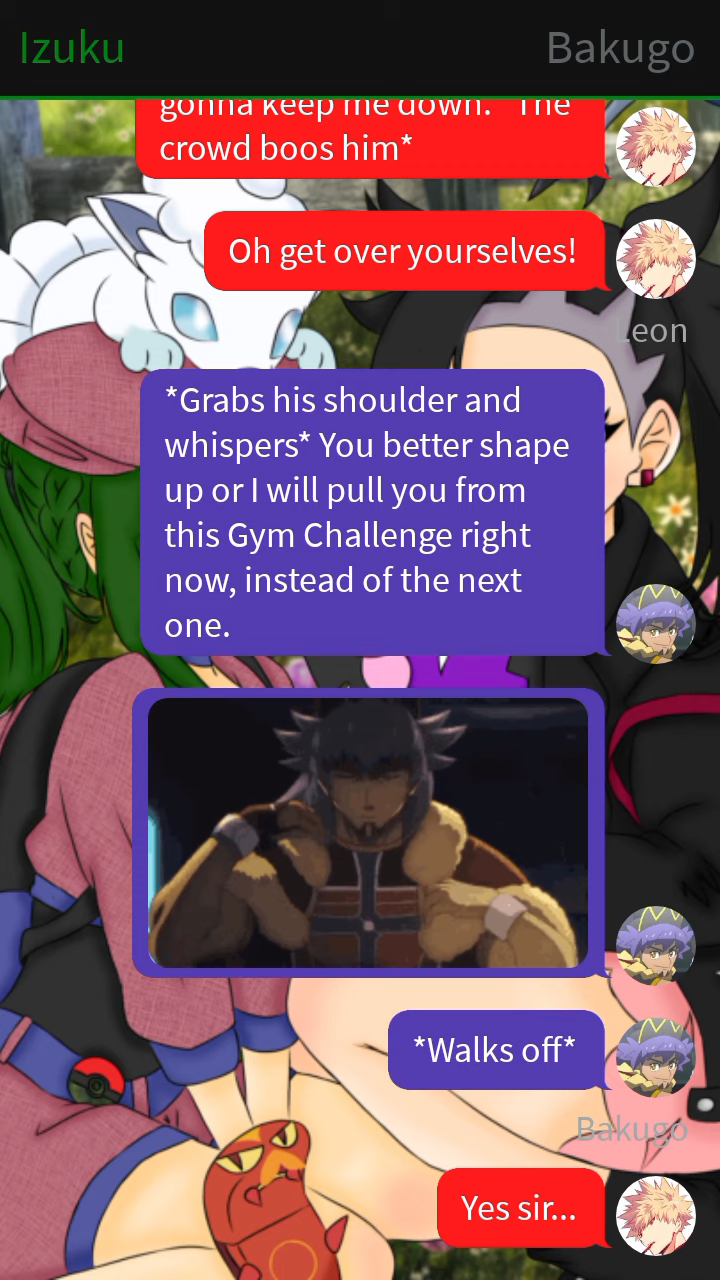 Izuku
Bakugo
gonna keep me down.” *The
crowd boos him*
Oh get over yourselves!
Leon
*Grabs his shoulder and
whispers* You better shape
up or I will pull you from
this Gym Challenge right
now, instead of the next
one.
*Walks off*
Bakugo
Yes sir...